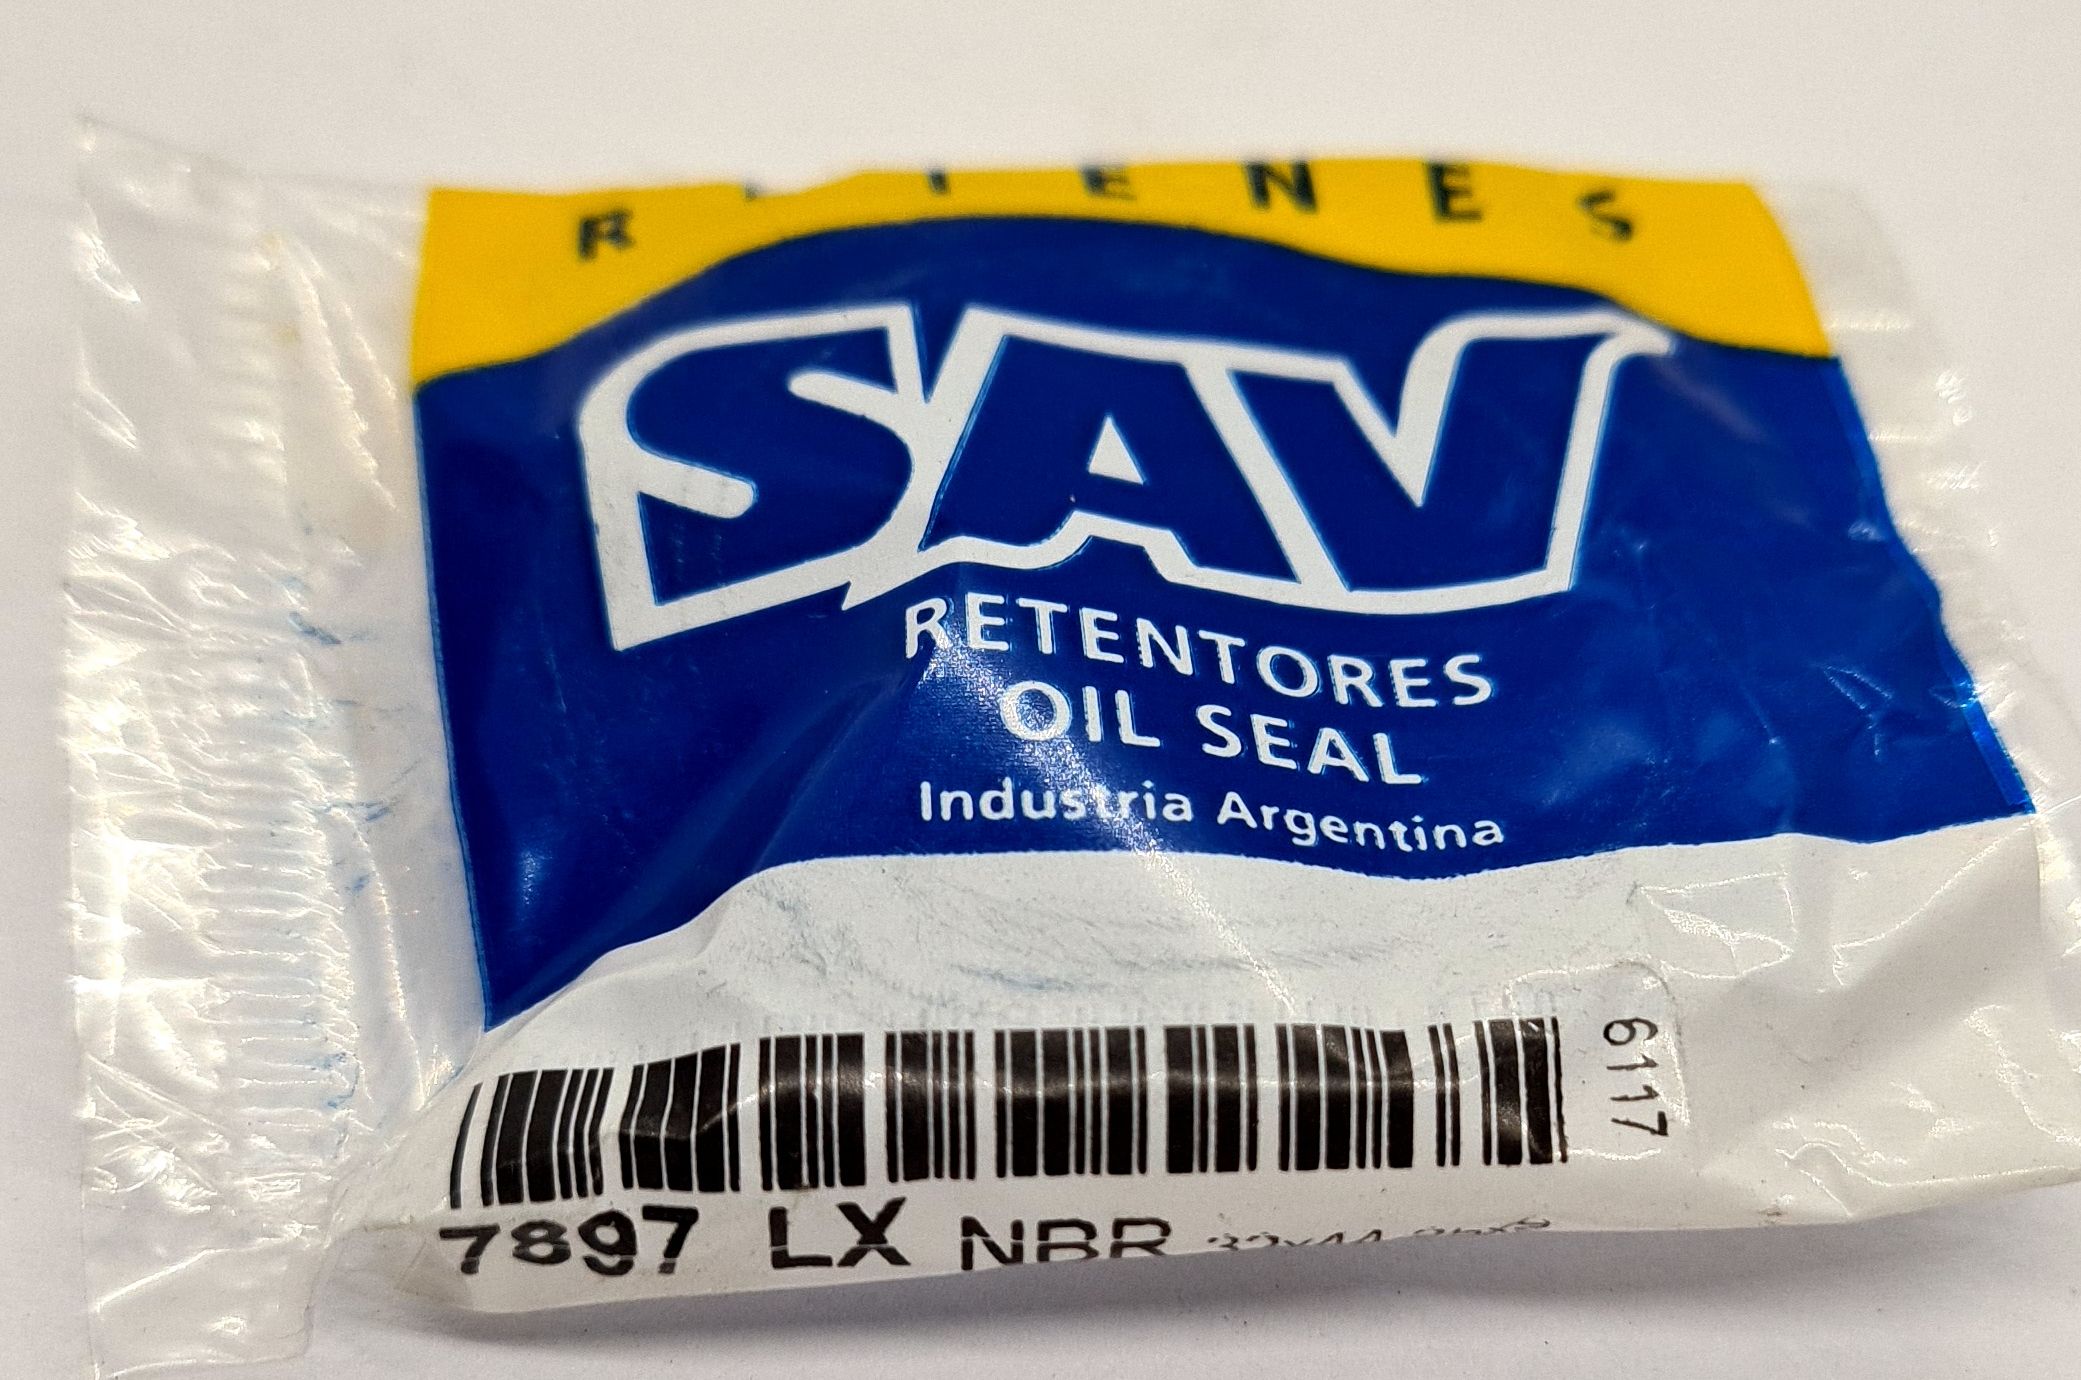 RETENES
SAV
RETENTORES
OIL SEAL
Industria Argentina
6117
7897 LX NBR